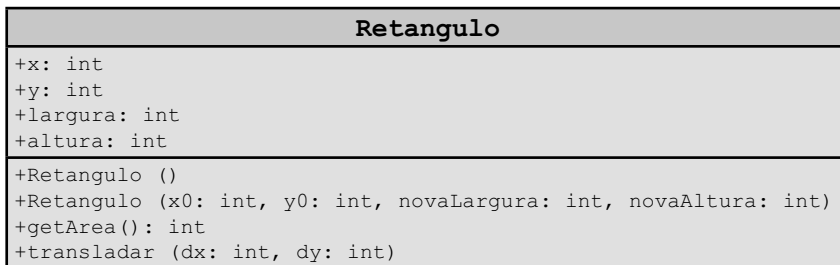 Retangulo
+x: int
+y: int
+largura: int
+altura: int
+Retangulo ()
+Retangulo (x0: int, y0: int, novaLargura: int, novaAltura: int)
+getArea(): int
+transladar (dx: int, dy: int)